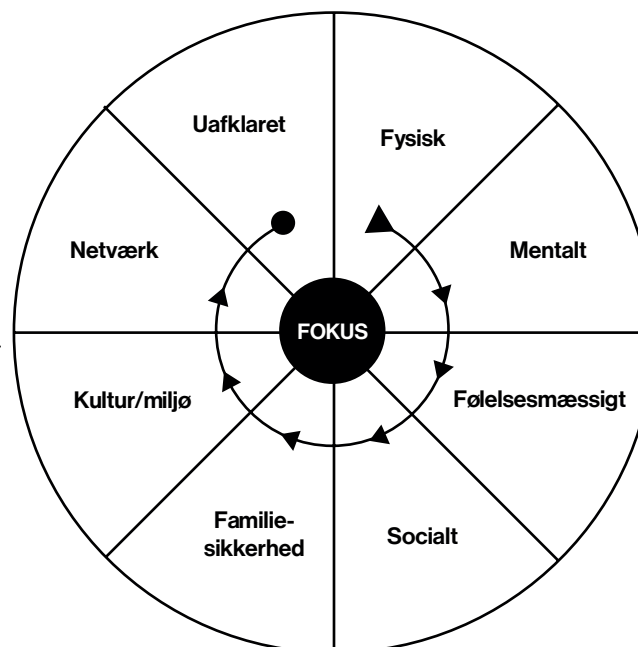 Uafklaret
Fysisk
Netværk
Mentalt
FOKUS
Kultur/miljø
Følelsesmæssigt
Familie-
sikkerhed
Socialt